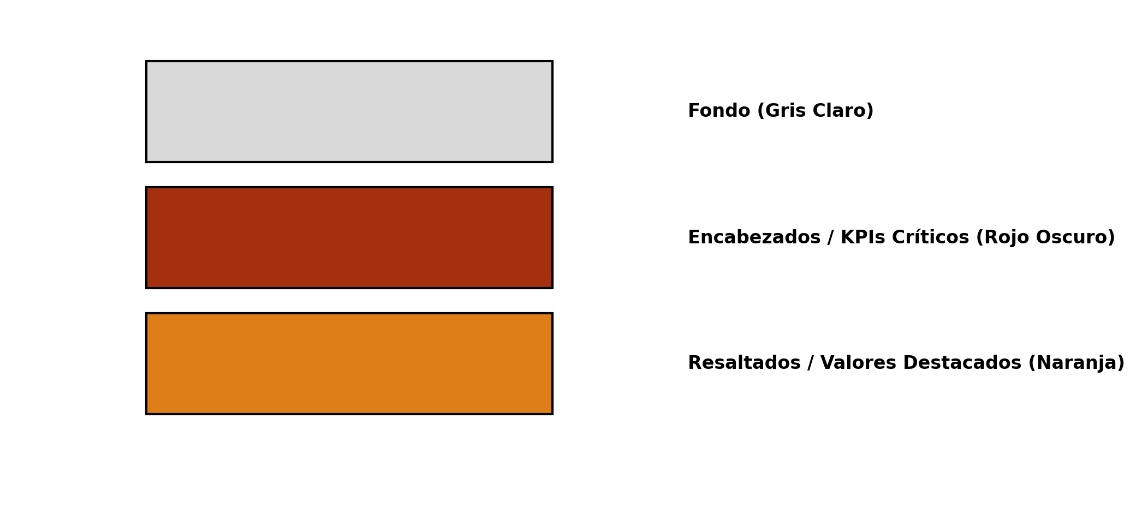 Fondo (Gris Claro)
Encabezados / KPIs Críticos (Rojo Oscuro)
Resaltados / Valores Destacados (Naranja)